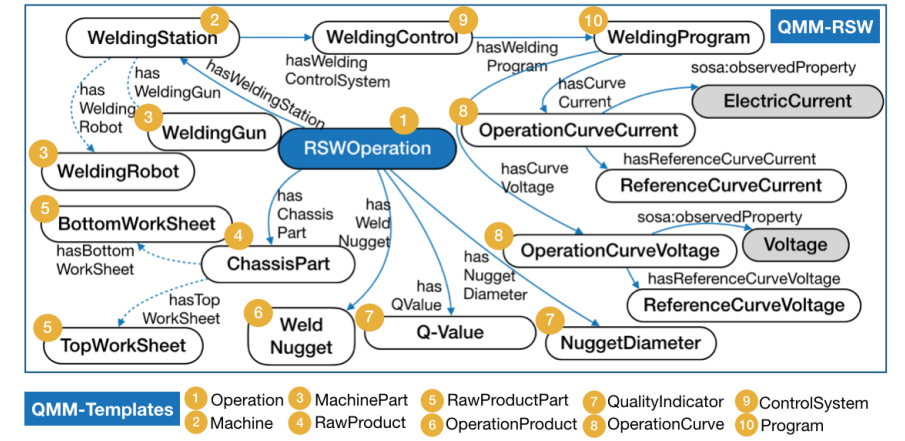 QMM-RSW
2
WeldingStation
9
WeldingControl
10
WeldingProgram
hasWelding
ControlSystem
hasWelding
Program
has
WeldingGun
has
Welding
Robot
hasWeldingStation
hasCurve
Current
sosa:observedProperty
ElectricCurrent
3
WeldingGun
1
RSWOperation
8
OperationCurveCurrent
3
WeldingRobot
hasReferenceCurveCurrent
ReferenceCurveCurrent
hasCurve
Voltage
5
BottomWorkSheet
hasBottom
WorkSheet
4
ChassisPart
has
Chassis
Part
has
Weld
Nugget
8
OperationCurveVoltage
sosa:observedProperty
Voltage
has
Nugget
Diameter
has
QValue
hasReferenceCurveVoltage
ReferenceCurveVoltage
hasTop
WorkSheet
5
TopWorkSheet
6
Weld
Nugget
7
Q-Value
7
NuggetDiameter
QMM-Templates
1 Operation
2 Machine
3 MachinePart
4 RawProduct
5 RawProductPart
6 OperationProduct
7 QualityIndicator
8 OperationCurve
9 ControlSystem
10 Program